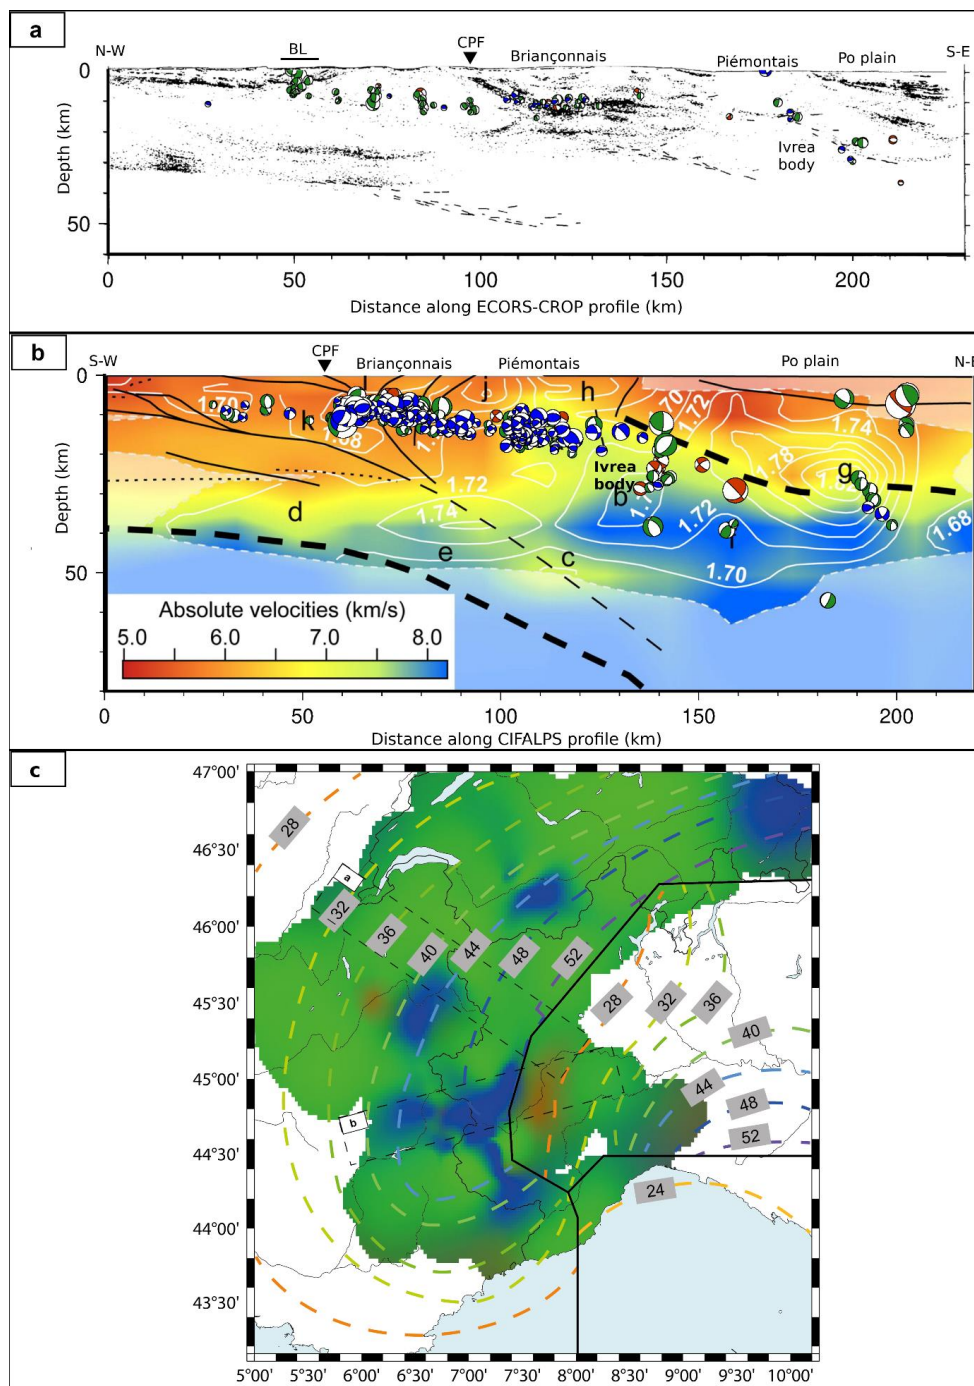 a
N-W
BL
CPF
Briançonnais
Piémontais
Po plain
S-E
0
50
Depth (km)
Ivrea
body
0 50 100 150 200
Distance along ECORS-CROP profile (km)
b
S-W
CPF
Briançonnais
Piémontais
Po plain
0
50
Depth (km)
1.70
k
1.68
j
h
1.70
1.72
1.74
1.78
g
1.72
Ivrea
body
b
d
1.74
1.72
e
c
1.70
1.68
Absolute velocities (km/s)
5.0 6.0 7.0 8.0
0 50 100 150 200
Distance along CIFALPS profile (km)
c
47°00'
46°30'
46°00'
45°30'
45°00'
44°30'
44°00'
43°30'
28
a
32
36
40
44
48
52
28
32
36
40
44
48
52
b
24
5°00' 5°30' 6°00' 6°30' 7°00' 7°30' 8°00' 8°30' 9°00' 9°30' 10°00'